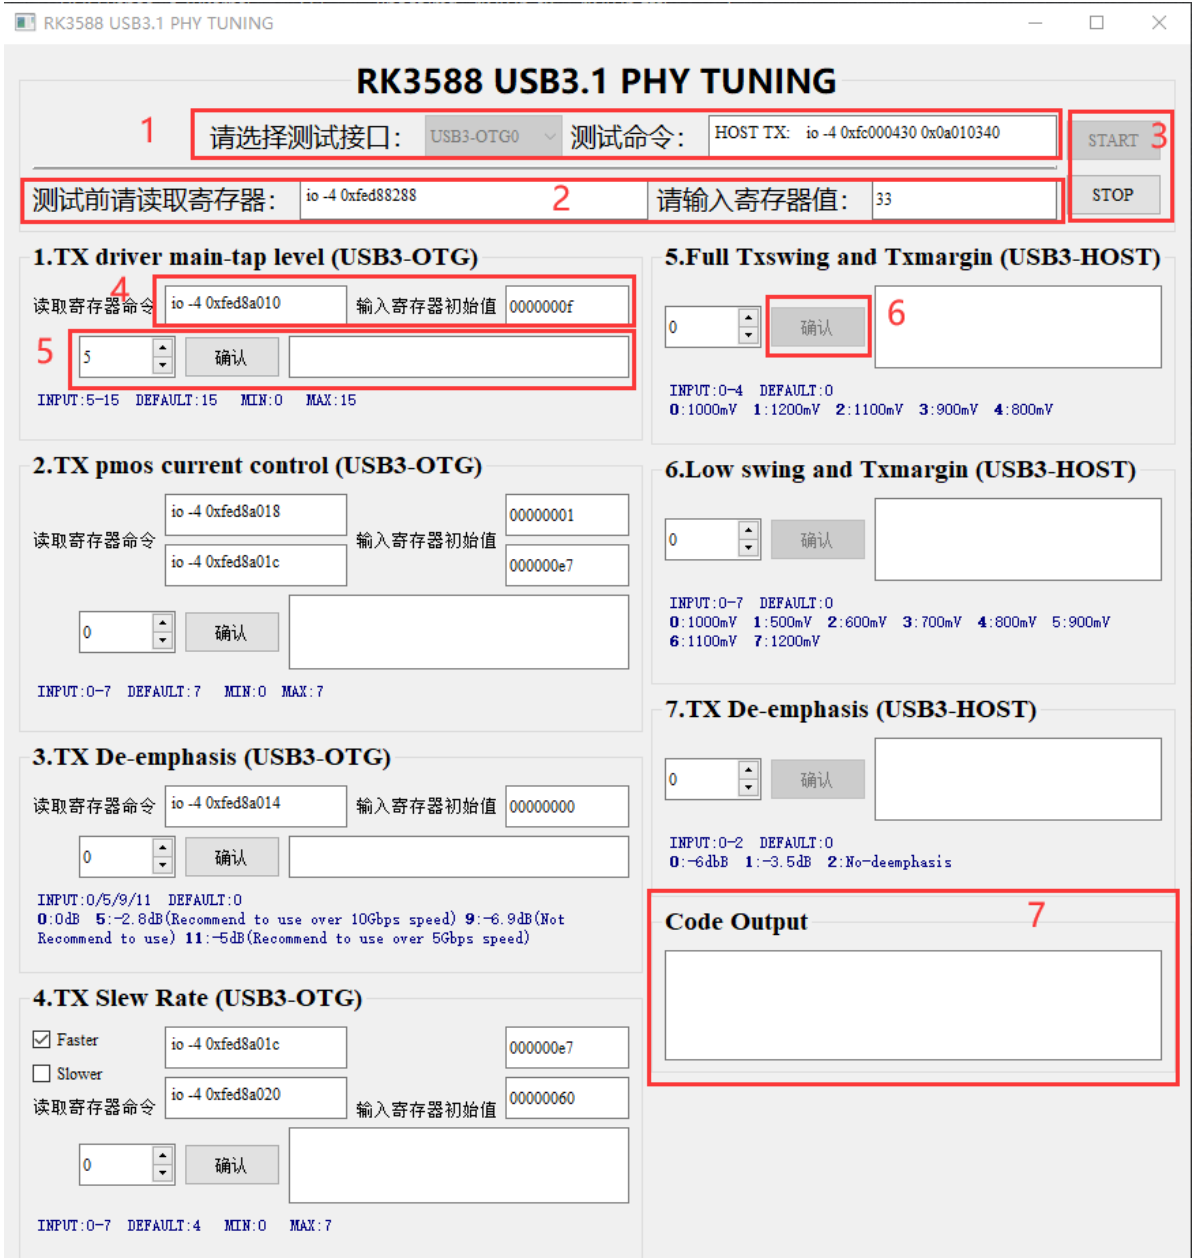 RK3588 USB3.1 PHY TUNING
RK3588 USB3.1 PHY TUNING
1
请选择测试接口： USB3-OTG0 测试命令： HOST TX: io -4 0xfc000430 0x0a010340
START 3
测试前请读取寄存器： io -4 0xfed88288 2 请输入寄存器值： 33
STOP
1.TX driver main-tap level (USB3-OTG)
4
读取寄存器命令 io -4 0xfed8a010 输入寄存器初始值 0000000f
5 5 确认
INPUT:5-15 DEFAULT:15 MIN:0 MAX:15
2.TX pmos current control (USB3-OTG)
io -4 0xfed8a018 00000001
读取寄存器命令 输入寄存器初始值
io -4 0xfed8a01c 000000e7
0 确认
INPUT:0-7 DEFAULT:7 MIN:0 MAX:7
3.TX De-emphasis (USB3-OTG)
读取寄存器命令 io -4 0xfed8a014 输入寄存器初始值 00000000
0 确认
INPUT:0/5/9/11 DEFAULT:0
0:0dB 5:-2.8dB(Recommend to use over 10Gbps speed) 9:-6.9dB(Not
Recommend to use) 11:-5dB(Recommend to use over 5Gbps speed)
4.TX Slew Rate (USB3-OTG)
Faster io -4 0xfed8a01c 000000e7
Slower
读取寄存器命令 io -4 0xfed8a020 输入寄存器初始值 00000060
0 确认
INPUT:0-7 DEFAULT:4 MIN:0 MAX:7
5.Full Txswing and Txmargin (USB3-HOST)
0 确认 6
INPUT:0-4 DEFAULT:0
0:1000mV 1:1200mV 2:1100mV 3:900mV 4:800mV
6.Low swing and Txmargin (USB3-HOST)
0 确认
INPUT:0-7 DEFAULT:0
0:1000mV 1:500mV 2:600mV 3:700mV 4:800mV 5:900mV
6:1100mV 7:1200mV
7.TX De-emphasis (USB3-HOST)
0 确认
INPUT:0-2 DEFAULT:0
0:-6dbB 1:-3.5dB 2:No-deemphasis
Code Output 7